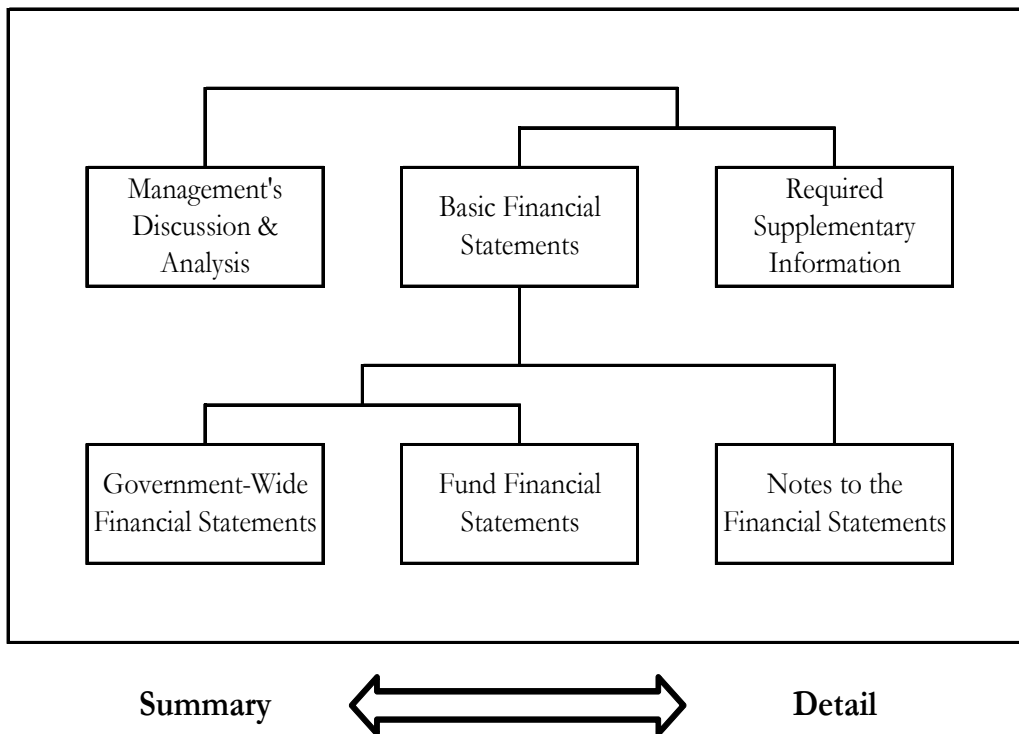 Management's
Discussion &
Analysis
Basic Financial
Statements
Required
Supplementary
Information
Government-Wide
Financial Statements
Fund Financial
Statements
Notes to the
Financial Statements
Summary
Detail